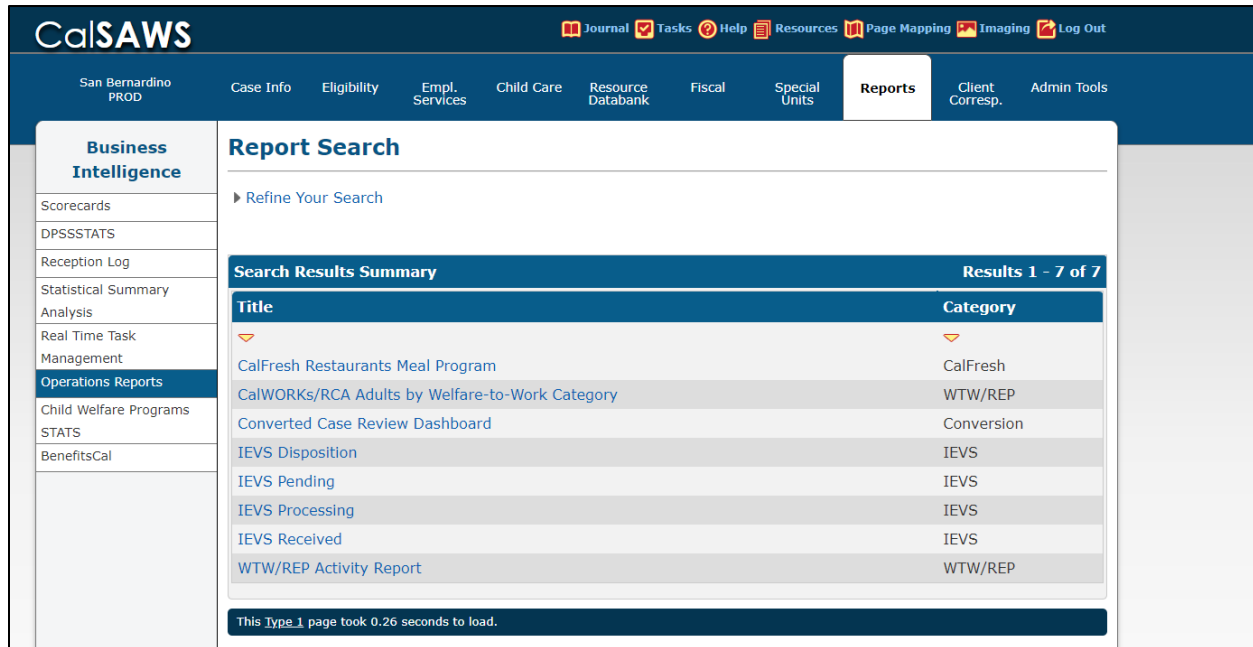 CalSAWS
Journal Tasks Help Resources Page Mapping Imaging Log Out
San Bernardino
PROD
Case Info
Eligibility
Empl.
Services
Child Care
Resource
Databank
Fiscal
Special
Units
Reports
Client
Corresp.
Admin Tools
Business
Intelligence
Scorecards
DPSSSTATS
Reception Log
Statistical Summary
Analysis
Real Time Task
Management
Operations Reports
Child Welfare Programs
STATS
BenefitsCal
Report Search
Refine Your Search
Search Results Summary Results 1 - 7 of 7
Title Category
CalFresh Restaurants Meal Program CalFresh
CalWORKs/RCA Adults by Welfare-to-Work Category WTW/REP
Converted Case Review Dashboard Conversion
IEVS Disposition IEVS
IEVS Pending IEVS
IEVS Processing IEVS
IEVS Received IEVS
WTW/REP Activity Report WTW/REP
This Type 1 page took 0.26 seconds to load.